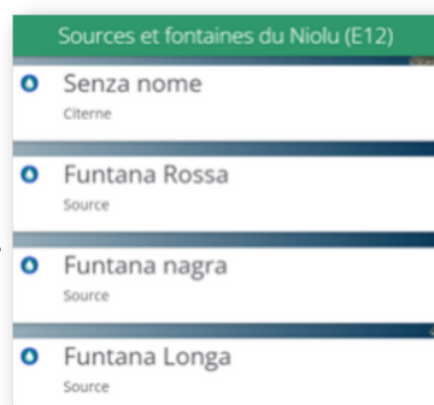 Sources et fontaines du Niolu (E12)
Senza nome
Citerne
Funtana Rossa
Source
Funtana nagra
Source
Funtana Longa
Source